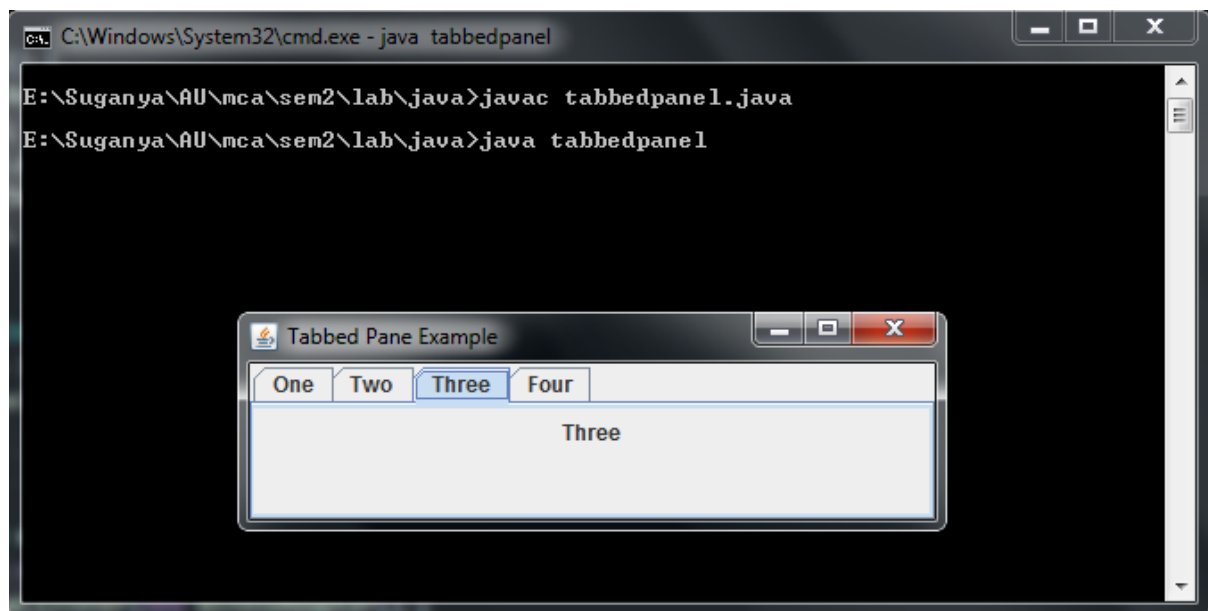 C:\Windows\System32\cmd.exe - java  tabbedpanel
E:\Suganya\AU\mca\sem2\lab\java>javac tabbedpanel.java
E:\Suganya\AU\mca\sem2\lab\java>java tabbedpanel
Tabbed Pane Example
One Two Three Four
Three